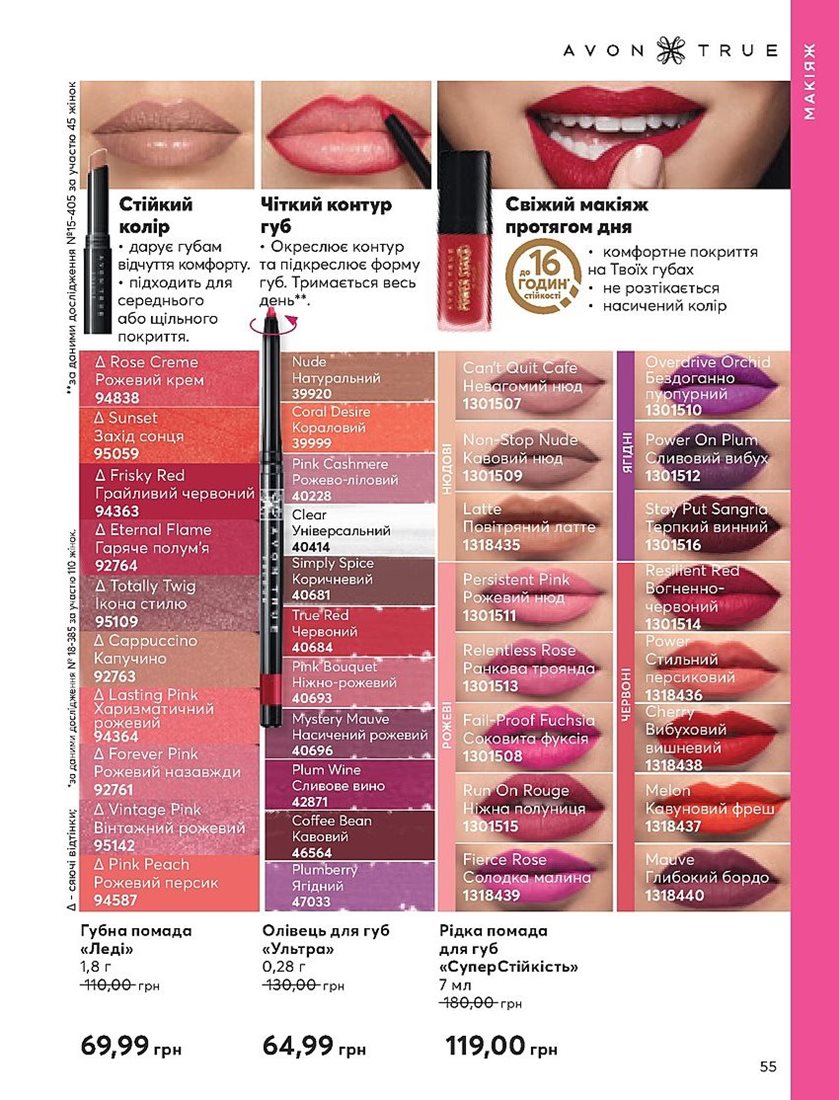 AVON TRUE
МАКІЯЖ
**за даними дослідження №15-405 за участю 45 жінок
Стійкий
колір
• дарує губам
відчуття комфорту.
• підходить для
середнього
або щільного
покриття.
Чіткий контур
губ
• Окреслює контур
та підкреслює форму
губ. Тримається весь
день**.
Свіжий макіяж
протягом дня
до 16
ГОДИН*
СТІЙКОСТІ
• комфортне покриття
на Твоїх губах
• не розтікається
• насичений колір
AVON TRUE
POWER STAY
*за даними дослідження № 18-385 за участю 110 жінок.
Δ – сяючі відтінки;
Δ Rose Creme
Рожевий крем
94838
Δ Sunset
Захід сонця
95059
Δ Frisky Red
Грайливий червоний
94363
Δ Eternal Flame
Гаряче полум’я
92764
Δ Totally Twig
Ікона стилю
95109
Δ Cappuccino
Капучино
92763
Δ Lasting Pink
Харизматичний
рожевий
94364
Δ Forever Pink
Рожевий назавжди
92761
Δ Vintage Pink
Вінтажний рожевий
95142
Δ Pink Peach
Рожевий персик
94587
AVON TRUE
Nude
Натуральний
39920
Coral Desire
Кораловий
39999
Pink Cashmere
Рожево-ліловий
40228
Clear
Універсальний
40414
Simply Spice
Коричневий
40681
True Red
Червоний
40684
Pink Bouquet
Ніжно-рожевий
40693
Mystery Mauve
Насичений рожевий
40696
Plum Wine
Сливове вино
42871
Coffee Bean
Кавовий
46564
Plumberry
Ягідний
47033
НЮДОВІ
Can't Quit Cafe
Невагомий нюд
1301507
Non-Stop Nude
Кавовий нюд
1301509
Latte
Повітряний латте
1318435
РОЖЕВІ
Persistent Pink
Рожевий нюд
1301511
Relentless Rose
Ранкова троянда
1301513
Fail-Proof Fuchsia
Соковита фуксія
1301508
Run On Rouge
Ніжна полуниця
1301515
Fierce Rose
Солодка малина
1318439
ЯГІДНІ
Overdrive Orchid
Бездоганно
пурпурний
1301510
Power On Plum
Сливовий вибух
1301512
Stay Put Sangria
Терпкий винний
1301516
ЧЕРВОНІ
Resilient Red
Вогненно-
червоний
1301514
Power
Стильний
персиковий
1318436
Cherry
Вибуховий
вишневий
1318438
Melon
Кавуновий фреш
1318437
Mauve
Глибокий бордо
1318440
Губна помада
«Леді»
1,8 г
110,00 грн
69,99 грн
Олівець для губ
«Ультра»
0,28 г
130,00 грн
64,99 грн
Рідка помада
для губ
«СуперСтійкість»
7 мл
180,00 грн
119,00 грн
55